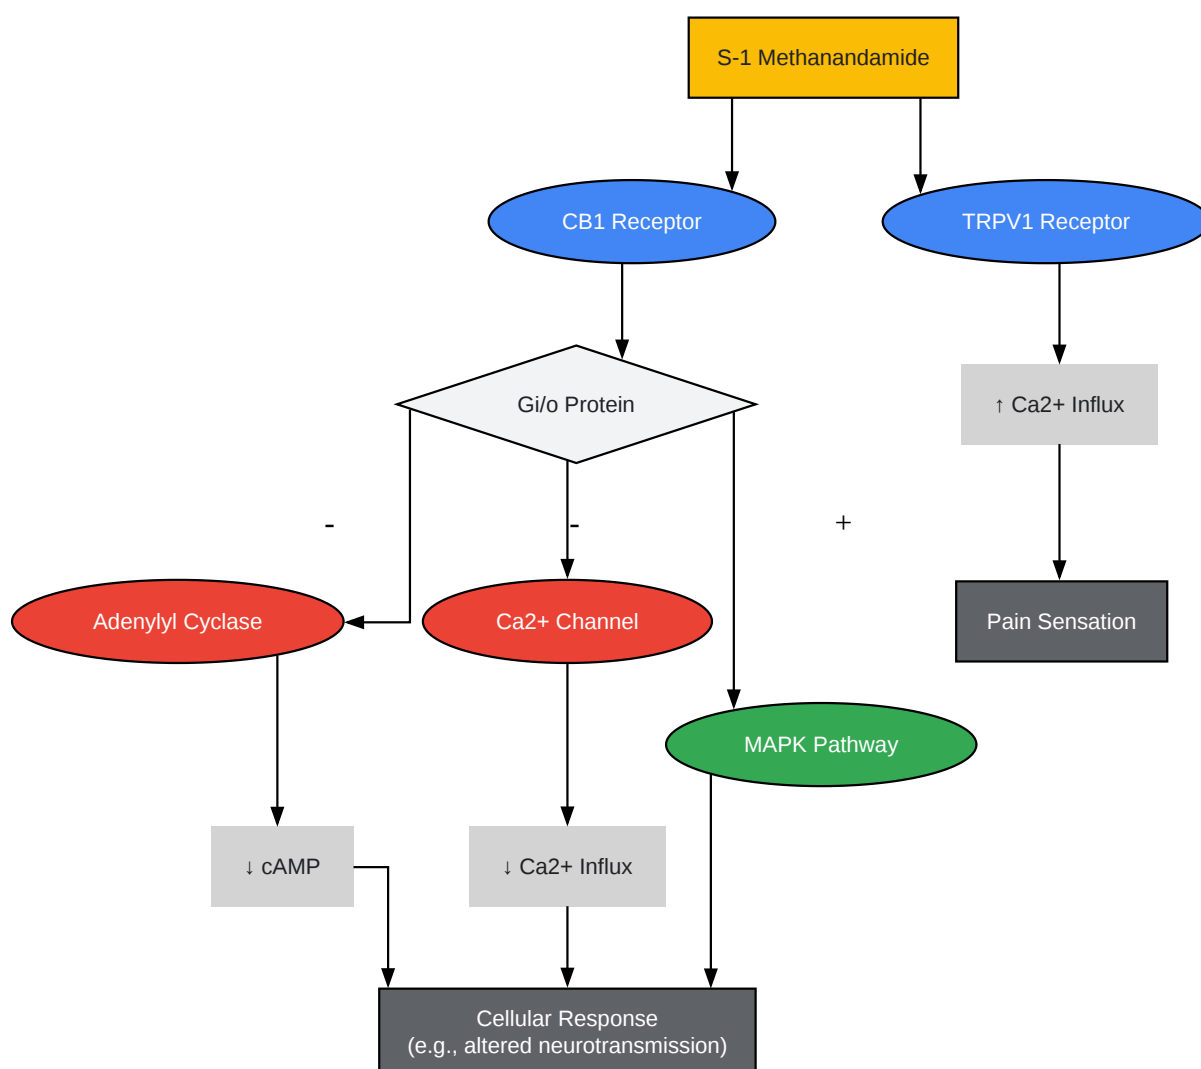 S-1 Methanandamide
CB1 Receptor
TRPV1 Receptor
Gi/o Protein
↑ Ca2+ Influx
-
-
+
Adenylyl Cyclase
Ca2+ Channel
Pain Sensation
MAPK Pathway
↓ cAMP
↓ Ca2+ Influx
Cellular Response
(e.g., altered neurotransmission)